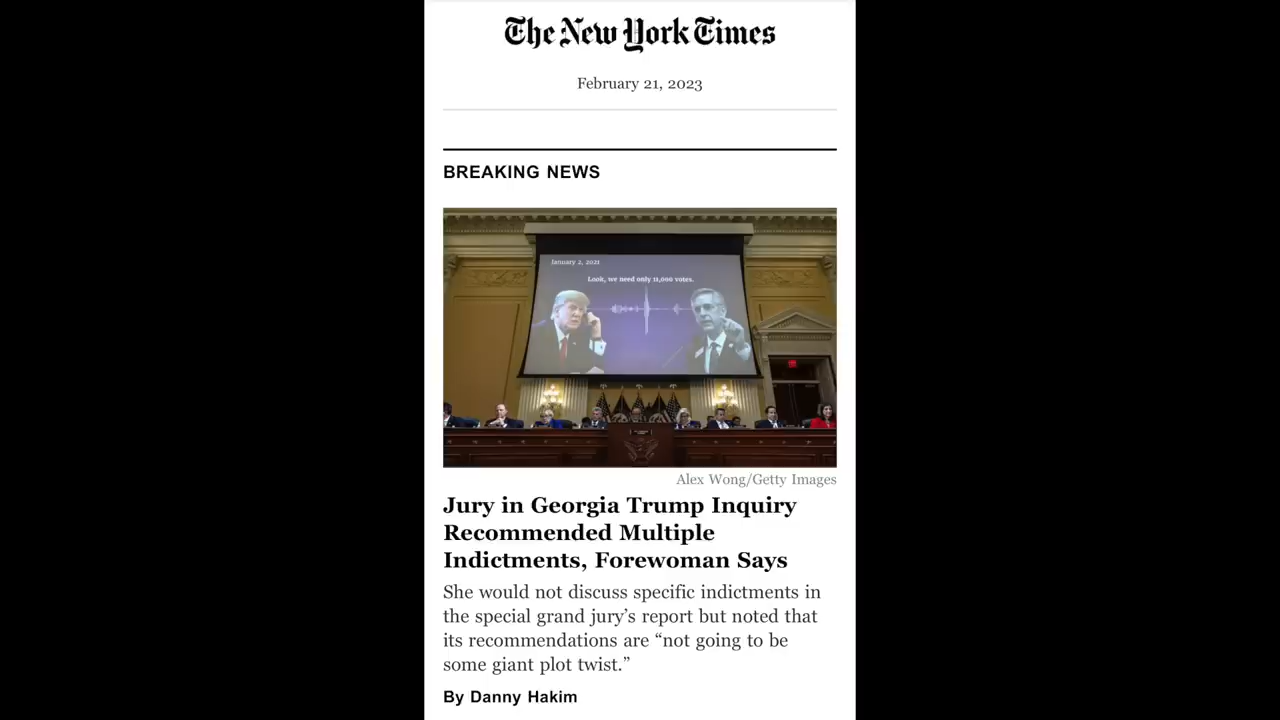 The New York Times
February 21, 2023
BREAKING NEWS
January 2, 2021
Look, we need only 11,000 votes.
Alex Wong/Getty Images
Jury in Georgia Trump Inquiry
Recommended Multiple
Indictments, Forewoman Says
She would not discuss specific indictments in
the special grand jury’s report but noted that
its recommendations are “not going to be
some giant plot twist.”
By Danny Hakim